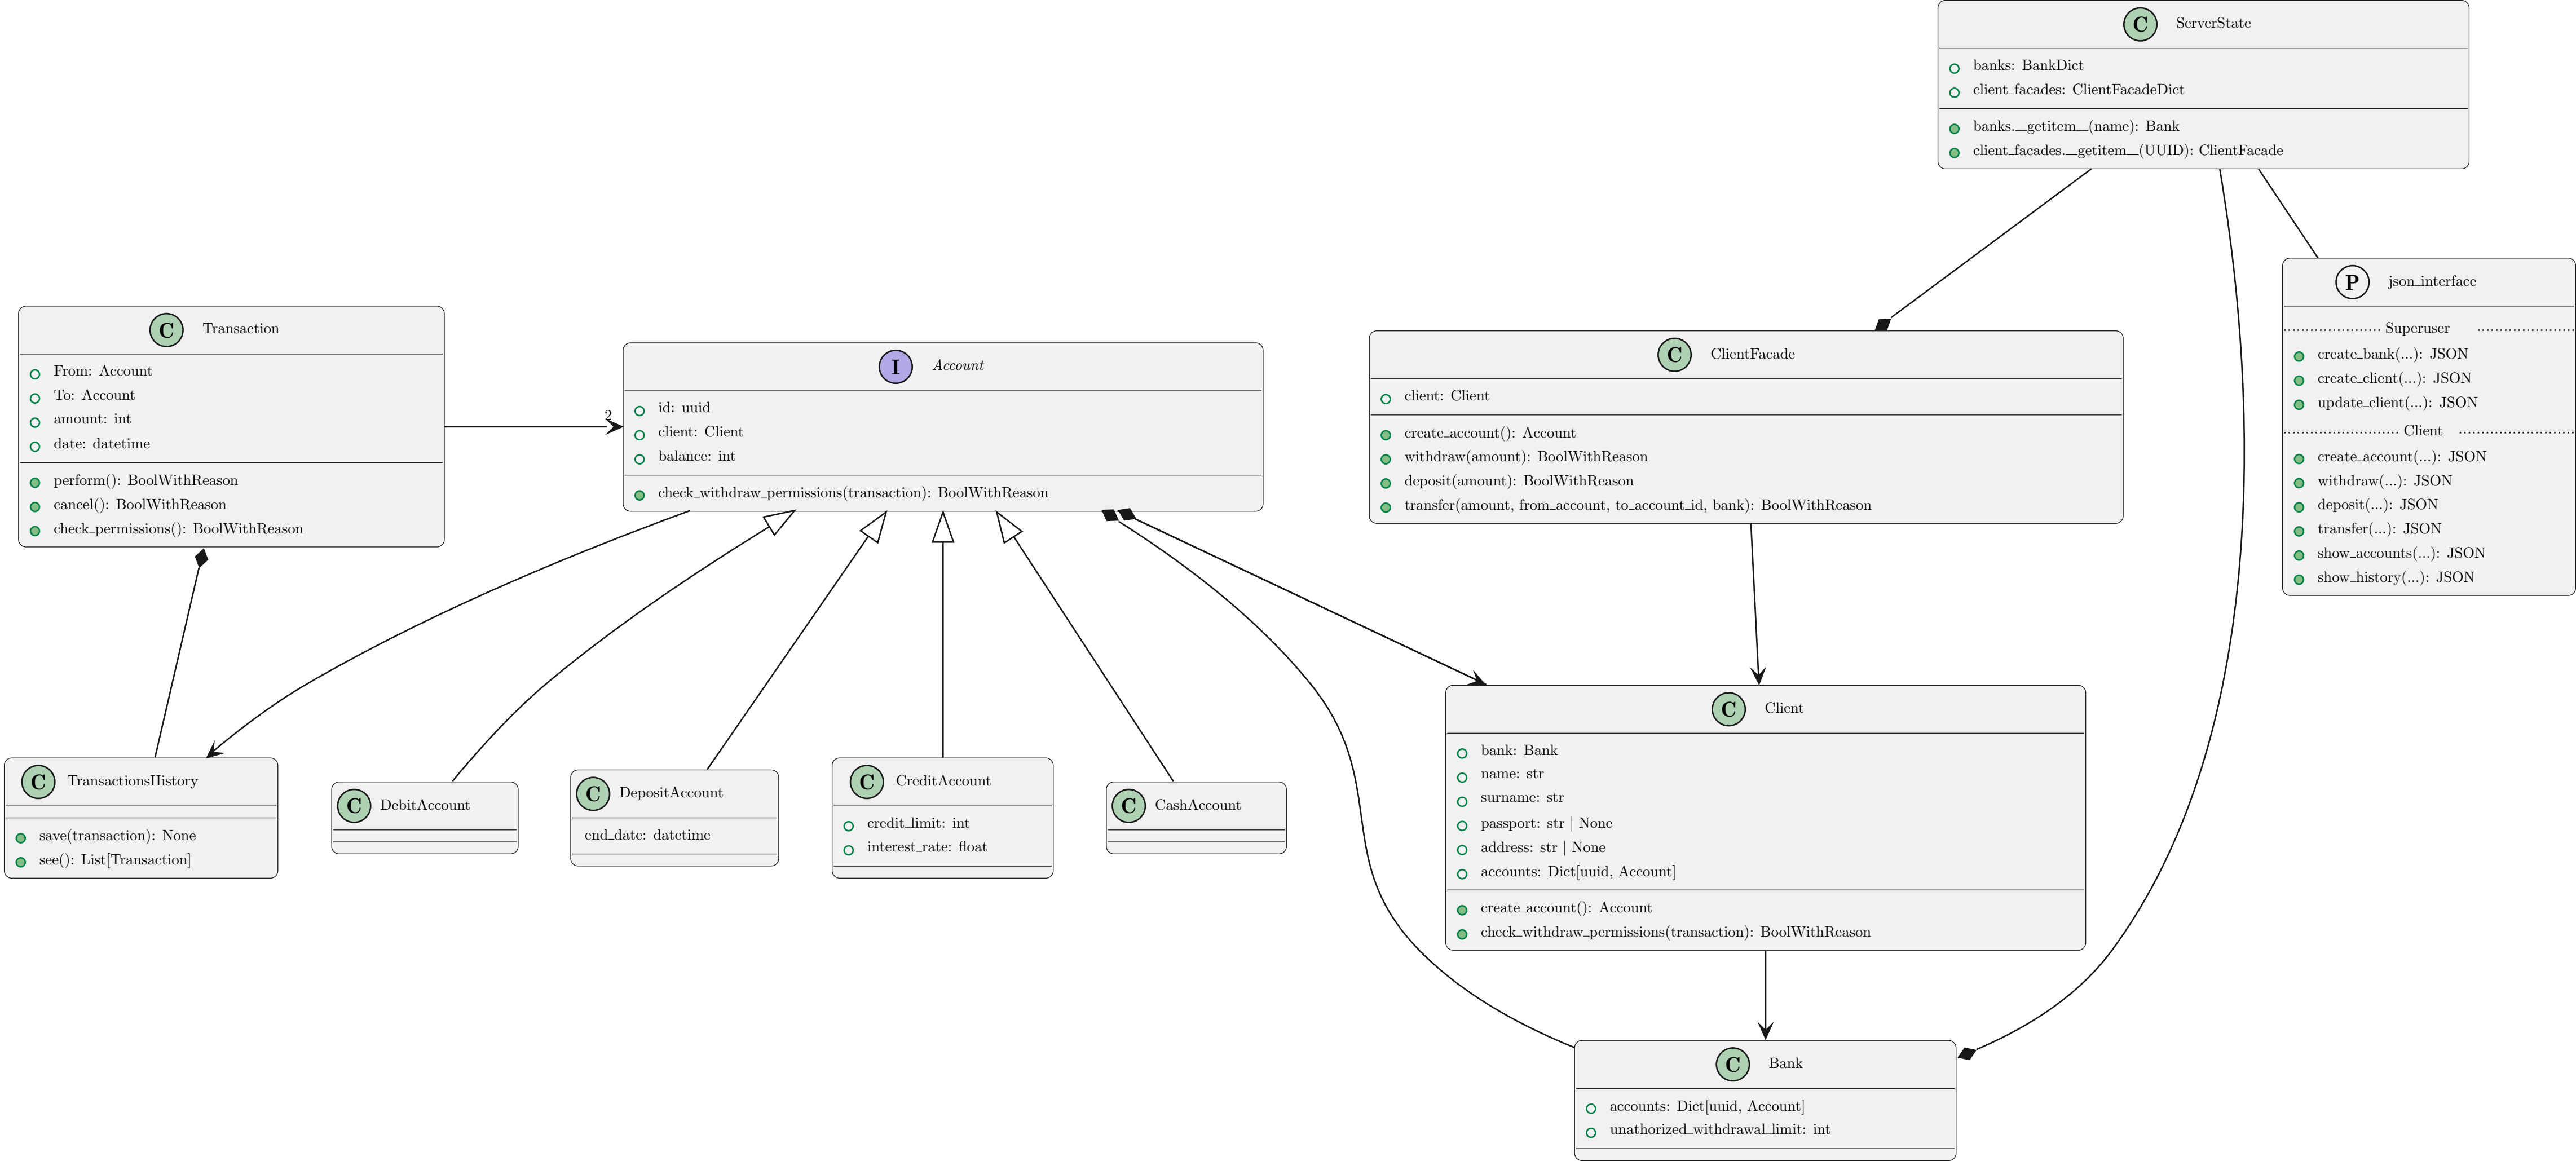 C ServerState
banks: BankDict
client_facades: ClientFacadeDict
banks.__getitem__(name): Bank
client_facades.__getitem__(UUID): ClientFacade
P json_interface
Superuser
create_bank(...): JSON
create_client(...): JSON
update_client(...): JSON
Client
create_account(...): JSON
withdraw(...): JSON
deposit(...): JSON
transfer(...): JSON
show_accounts(...): JSON
show_history(...): JSON
C Transaction
From: Account
To: Account
amount: int
date: datetime
perform(): BoolWithReason
cancel(): BoolWithReason
check_permissions(): BoolWithReason
2
I Account
id: uuid
client: Client
balance: int
check_withdraw_permissions(transaction): BoolWithReason
C ClientFacade
client: Client
create_account(): Account
withdraw(amount): BoolWithReason
deposit(amount): BoolWithReason
transfer(amount, from_account, to_account_id, bank): BoolWithReason
C TransactionsHistory
save(transaction): None
see(): List[Transaction]
C DebitAccount
C DepositAccount
end_date: datetime
C CreditAccount
credit_limit: int
interest_rate: float
C CashAccount
C Client
bank: Bank
name: str
surname: str
passport: str | None
address: str | None
accounts: Dict[uuid, Account]
create_account(): Account
check_withdraw_permissions(transaction): BoolWithReason
C Bank
accounts: Dict[uuid, Account]
unathorized_withdrawal_limit: int